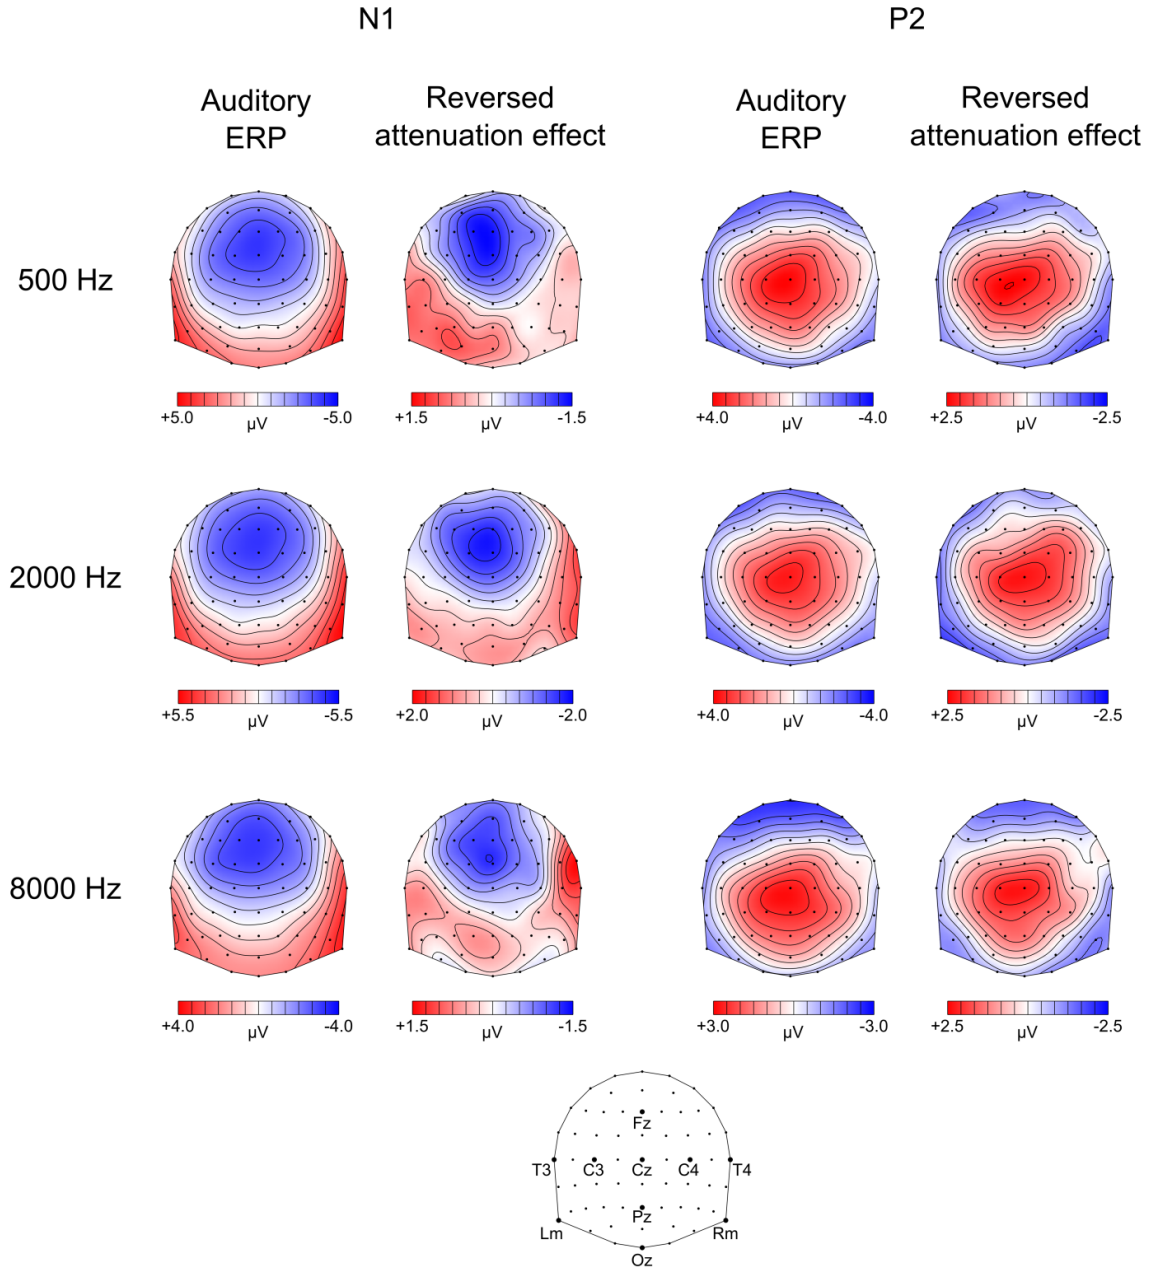 N1
P2
Auditory
ERP
Reversed
attenuation effect
Auditory
ERP
Reversed
attenuation effect
500 Hz
+5.0
µV
-5.0
+1.5
µV
-1.5
+4.0
µV
-4.0
+2.5
µV
-2.5
2000 Hz
+5.5
µV
-5.5
+2.0
µV
-2.0
+4.0
µV
-4.0
+2.5
µV
-2.5
8000 Hz
+4.0
µV
-4.0
+1.5
µV
-1.5
+3.0
µV
-3.0
+2.5
µV
-2.5
Fz
T3
C3
Cz
C4
T4
Pz
Lm
Rm
Oz